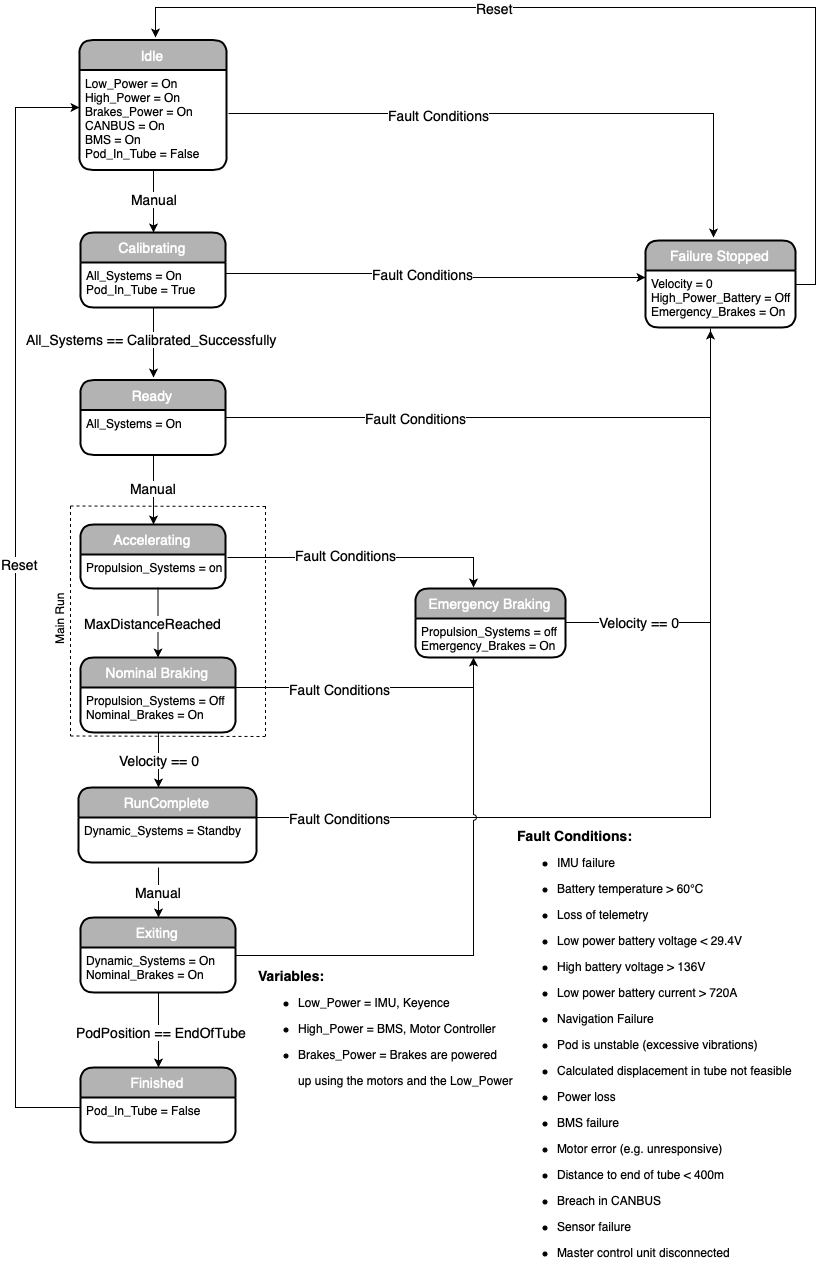 Reset
Idle
Low_Power = On
High_Power = On
Brakes_Power = On
CANBUS = On
BMS = On
Pod_In_Tube = False
Fault Conditions
Manual
Calibrating
All_Systems = On
Pod_In_Tube = True
Fault Conditions
Failure Stopped
Velocity = 0
High_Power_Battery = Off
Emergency_Brakes = On
All_Systems == Calibrated_Successfully
Ready
All_Systems = On
Fault Conditions
Manual
Accelerating
Propulsion_Systems = on
Fault Conditions
Reset
Main Run
MaxDistanceReached
Emergency Braking
Propulsion_Systems = off
Emergency_Brakes = On
Velocity == 0
Nominal Braking
Propulsion_Systems = Off
Nominal_Brakes = On
Fault Conditions
Velocity == 0
RunComplete
Dynamic_Systems = Standby
Fault Conditions
Manual
Exiting
Dynamic_Systems = On
Nominal_Brakes = On
PodPosition == EndOfTube
Finished
Pod_In_Tube = False
Variables:
• Low_Power = IMU, Keyence
• High_Power = BMS, Motor Controller
• Brakes_Power = Brakes are powered
up using the motors and the Low_Power
Fault Conditions:
• IMU failure
• Battery temperature > 60°C
• Loss of telemetry
• Low power battery voltage < 29.4V
• High battery voltage > 136V
• Low power battery current > 720A
• Navigation Failure
• Pod is unstable (excessive vibrations)
• Calculated displacement in tube not feasible
• Power loss
• BMS failure
• Motor error (e.g. unresponsive)
• Distance to end of tube < 400m
• Breach in CANBUS
• Sensor failure
• Master control unit disconnected